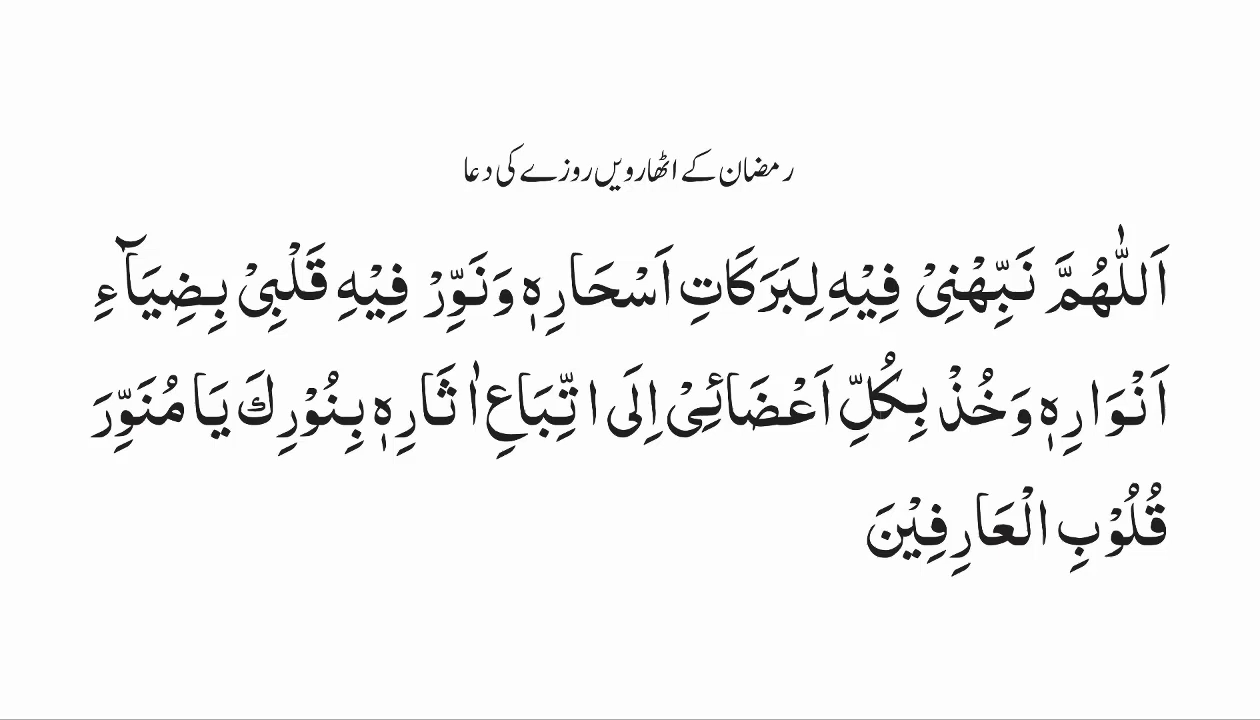 رمضان کے اٹھارویں روزے کی دعا
اَللّٰهُمَّ نَبِّهْنِیْ فِیْهِ لِبَرَكَاتِ اَسْحَارِهٖ وَنَوِّرْ فِیْهِ قَلْبِیْ بِضِیَآءِ
اَنْوَارِهٖ وَخُذْ بِكُلِّ اَعْضَائِیْ اِلَی اتِّبَاعِ اٰثَارِهٖ بِنُوْرِكَ یَا مُنَوِّرَ
قُلُوْبِ الْعَارِفِیْنَ